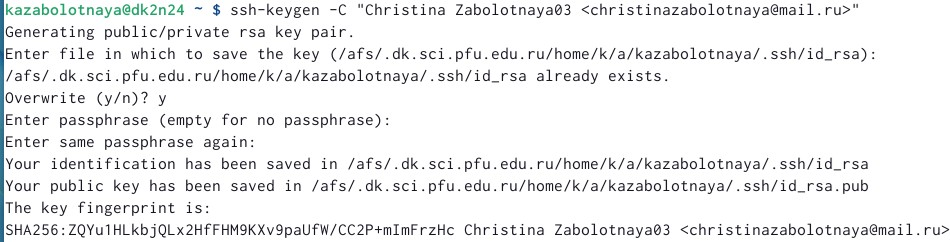 kazabolotnaya@dk2n24 ~ $ ssh-keygen -C "Christina Zabolotnaya03 <christinazabolotnaya@mail.ru>"
Generating public/private rsa key pair.
Enter file in which to save the key (/afs/.dk.sci.pfu.edu.ru/home/k/a/kazabolotnaya/.ssh/id_rsa):
/afs/.dk.sci.pfu.edu.ru/home/k/a/kazabolotnaya/.ssh/id_rsa already exists.
Overwrite (y/n)? y
Enter passphrase (empty for no passphrase):
Enter same passphrase again:
Your identification has been saved in /afs/.dk.sci.pfu.edu.ru/home/k/a/kazabolotnaya/.ssh/id_rsa
Your public key has been saved in /afs/.dk.sci.pfu.edu.ru/home/k/a/kazabolotnaya/.ssh/id_rsa.pub
The key fingerprint is:
SHA256:ZQYu1HLkbjQLx2HfFHM9KXv9paUfW/CC2P+mImFrzHc Christina Zabolotnaya03 <christinazabolotnaya@mail.ru>